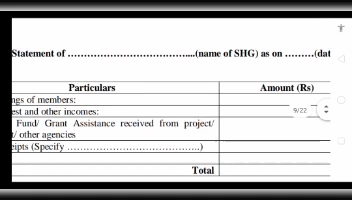 Statement of ………………………………....(name of SHG) as on ………(dat
Particulars Amount (Rs)
ngs of members:
est and other incomes:
Fund/ Grant Assistance received from project/
t/ other agencies
eipts (Specify …………………………………..)
Total
9/22